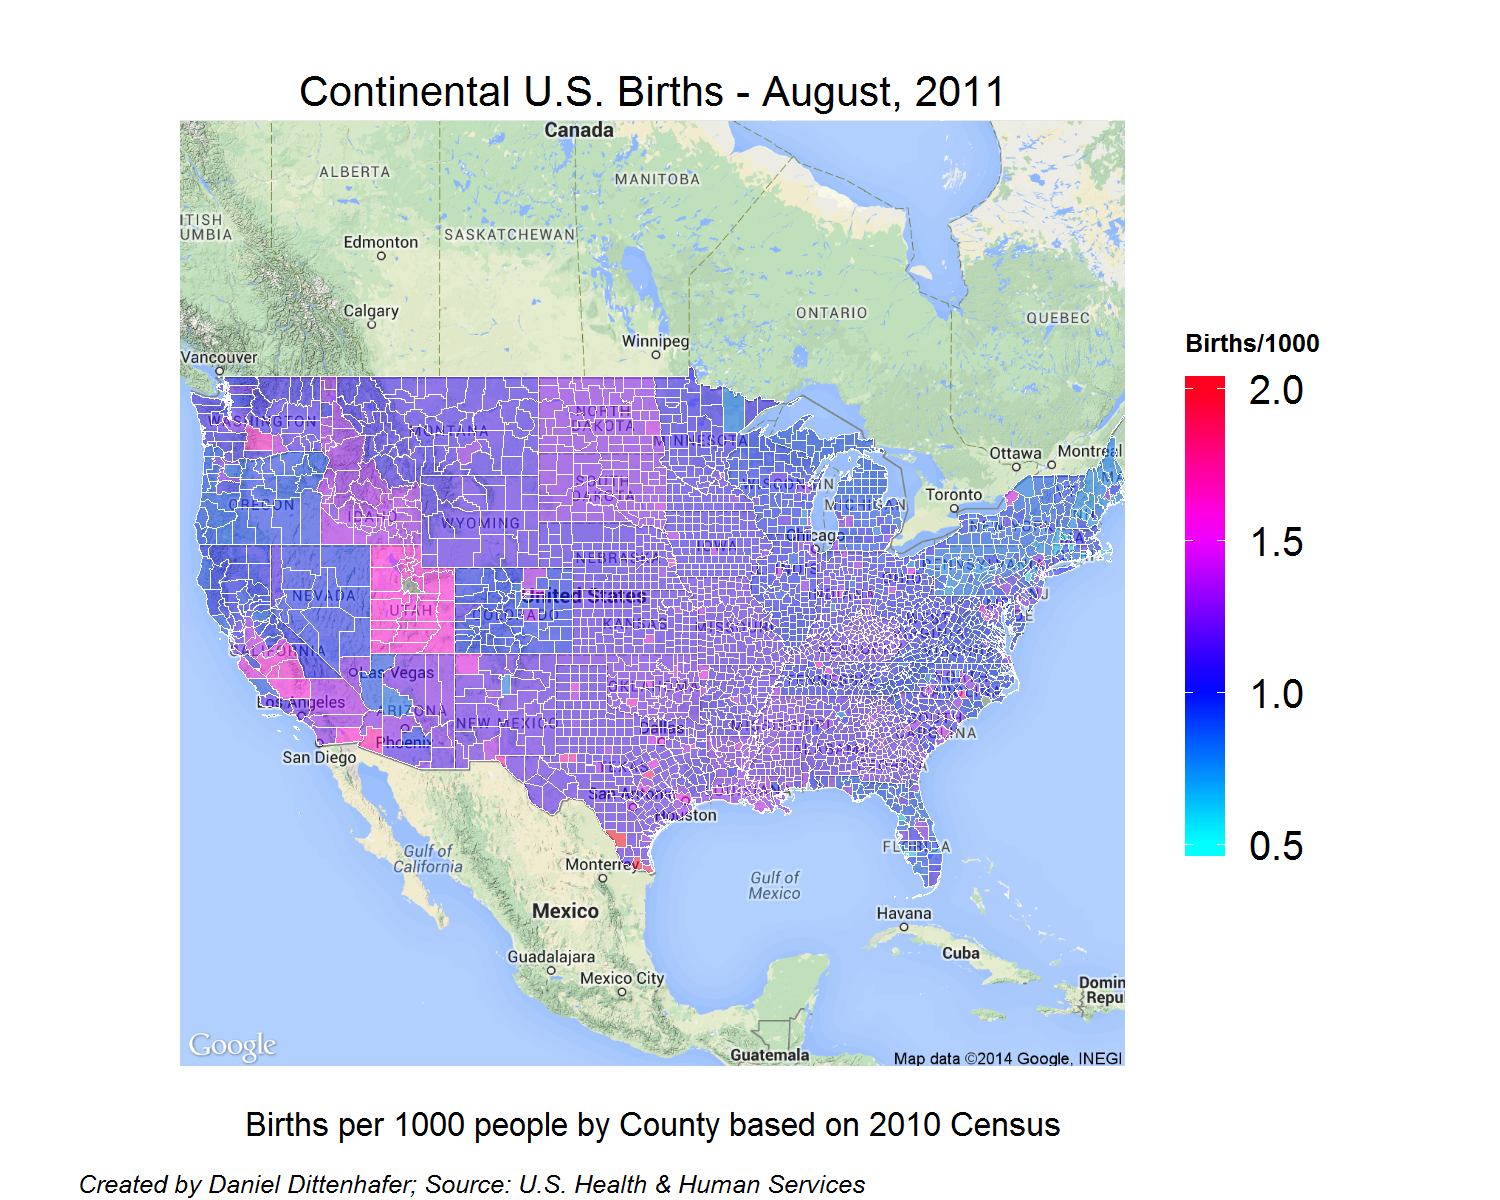 Continental U.S. Births - August, 2011
Canada
ALBERTA
MANITOBA
ITISH
UMBIA
Edmonton
SASKATCHEWAN
Calgary
ONTARIO
QUEBEC
Winnipeg
Vancouver
Births/1000
2.0
1.5
1.0
0.5
WASHINGTON
MONTANA
NORTH
DAKOTA
MINNESOTA
Ottawa
Montreal
OREGON
IDAHO
SOUTH
DAKOTA
WISCONSIN
MICHIGAN
Toronto
WYOMING
IOWA
Chicago
NEBRASKA
NEVADA
United States
UTAH
COLORADO
KANSAS
MISSOURI
CALIFORNIA
Las Vegas
OKLAHOMA
Los Angeles
ARIZONA
NEW MEXICO
Dallas
CAROLINA
Phoenix
San Diego
TEXAS
San Antonio
Houston
FLORIDA
Gulf of
California
Monterrey
Gulf of
Mexico
Mexico
Havana
Cuba
Guadalajara
Mexico City
Domin
Repu
Google
Guatemala
Map data ©2014 Google, INEGI
Births per 1000 people by County based on 2010 Census
Created by Daniel Dittenhafer; Source: U.S. Health & Human Services